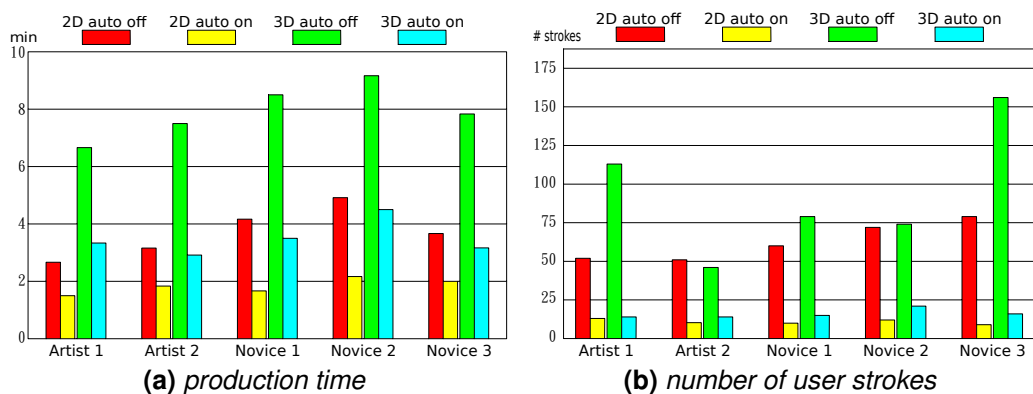 2D auto off 2D auto on 3D auto off 3D auto on
min
10
8
6
4
2
0
Artist 1 Artist 2 Novice 1 Novice 2 Novice 3
(a) production time
2D auto off 2D auto on 3D auto off 3D auto on
# strokes
175
150
125
100
75
50
25
0
Artist 1 Artist 2 Novice 1 Novice 2 Novice 3
(b) number of user strokes